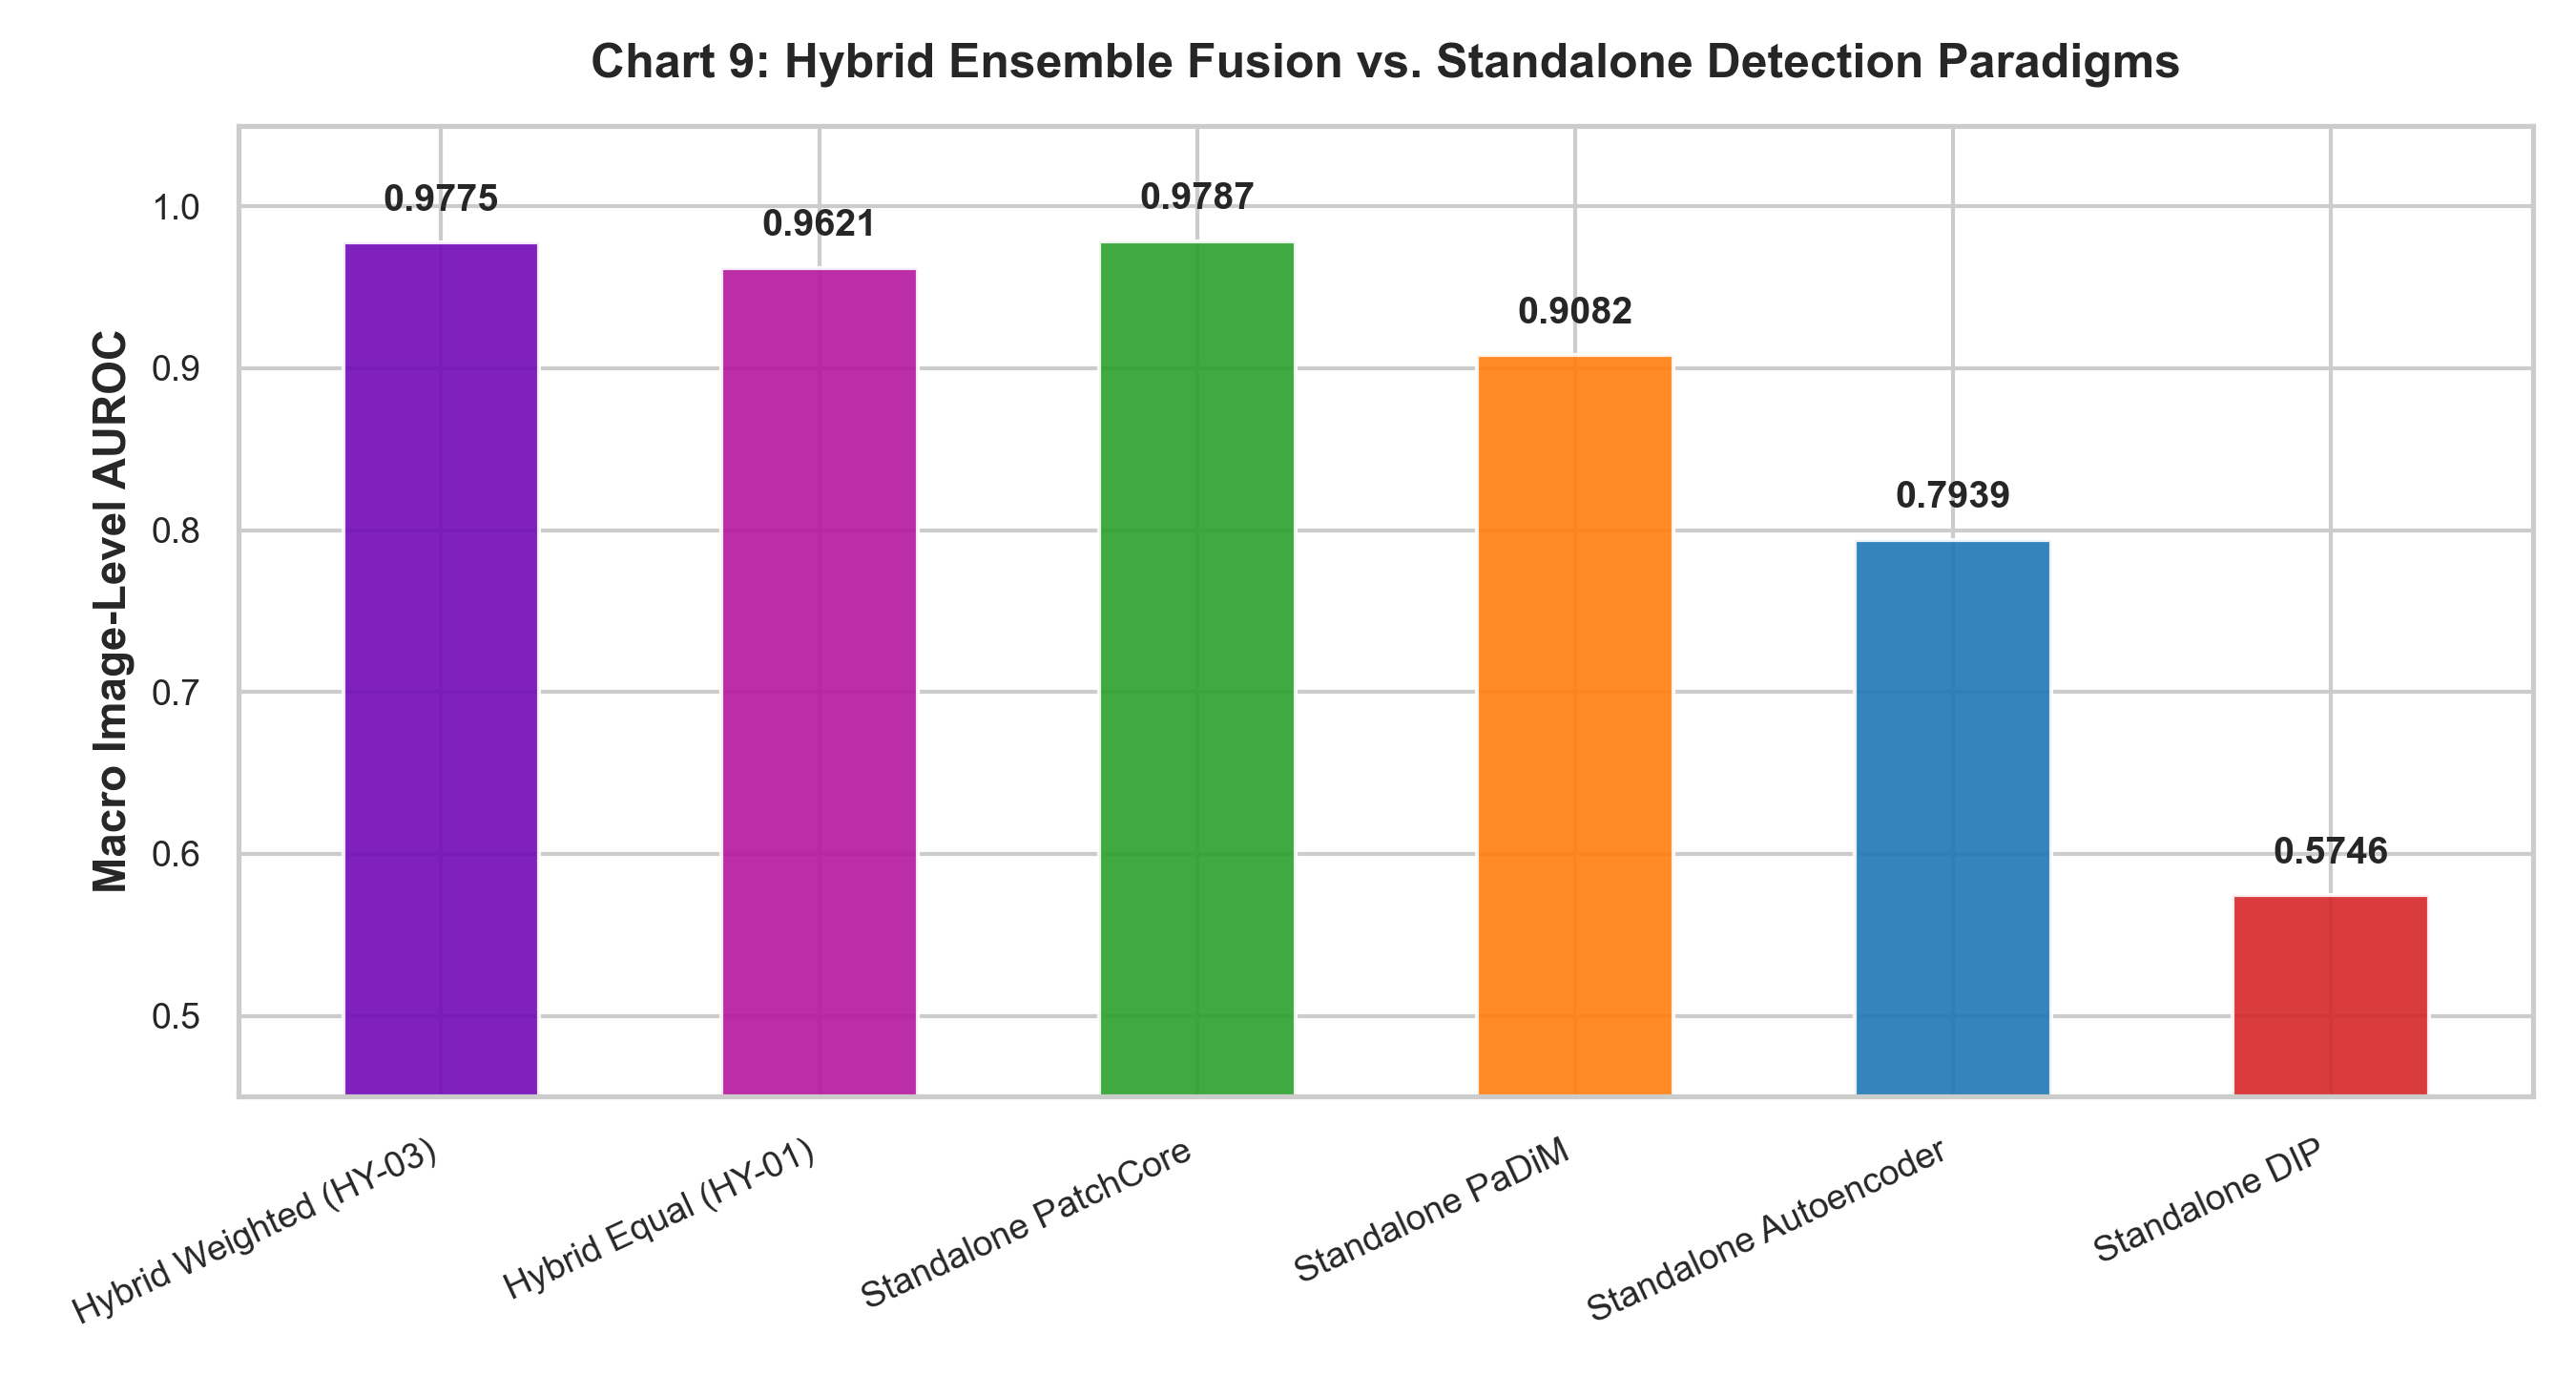 Chart 9: Hybrid Ensemble Fusion vs. Standalone Detection Paradigms
Macro Image-Level AUROC
1.0
0.9
0.8
0.7
0.6
0.5
0.9775
0.9621
0.9787
0.9082
0.7939
0.5746
Hybrid Weighted (HY-03)
Hybrid Equal (HY-01)
Standalone PatchCore
Standalone PaDiM
Standalone Autoencoder
Standalone DIP